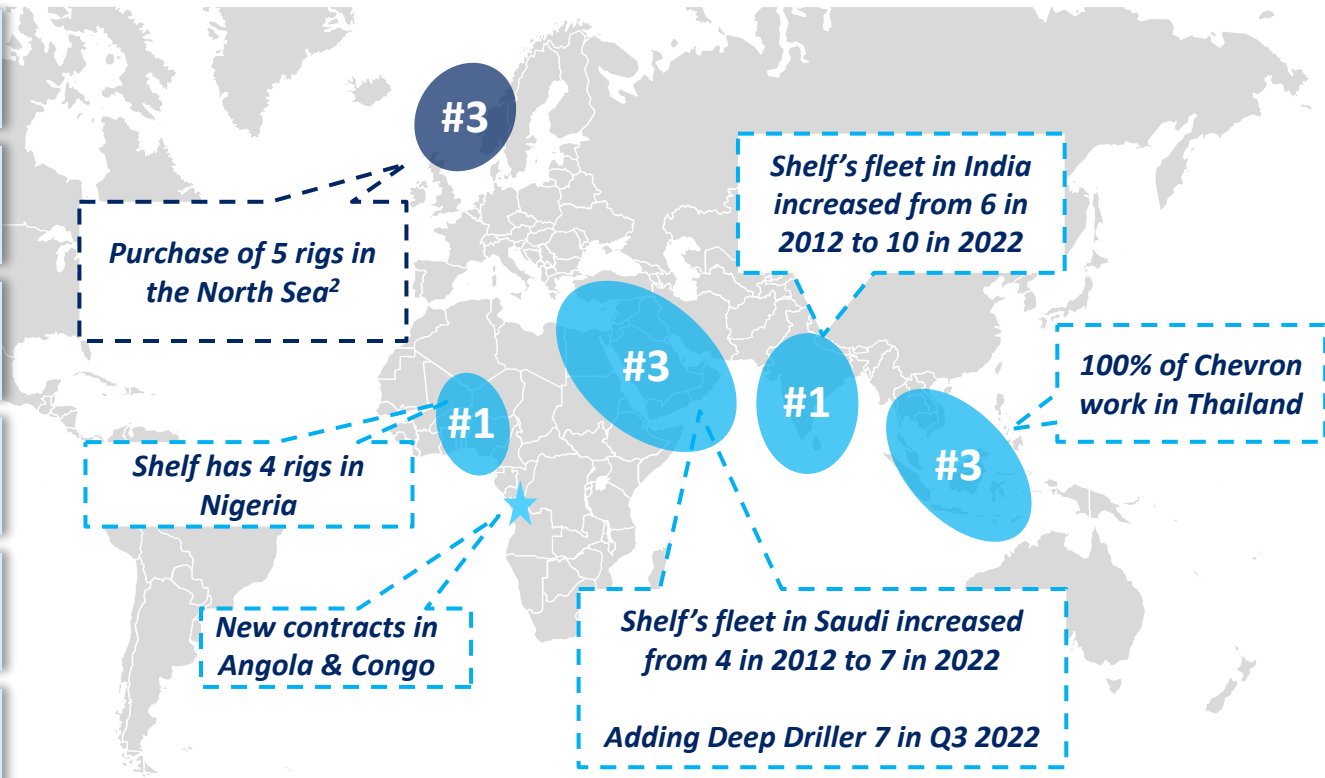 #3
Purchase of 5 rigs in
the North Sea²
Shelf's fleet in India
increased from 6 in
2012 to 10 in 2022
#3
#1
100% of Chevron
work in Thailand
#1
#3
Shelf has 4 rigs in
Nigeria
New contracts in
Angola & Congo
Shelf's fleet in Saudi increased
from 4 in 2012 to 7 in 2022
Adding Deep Driller 7 in Q3 2022